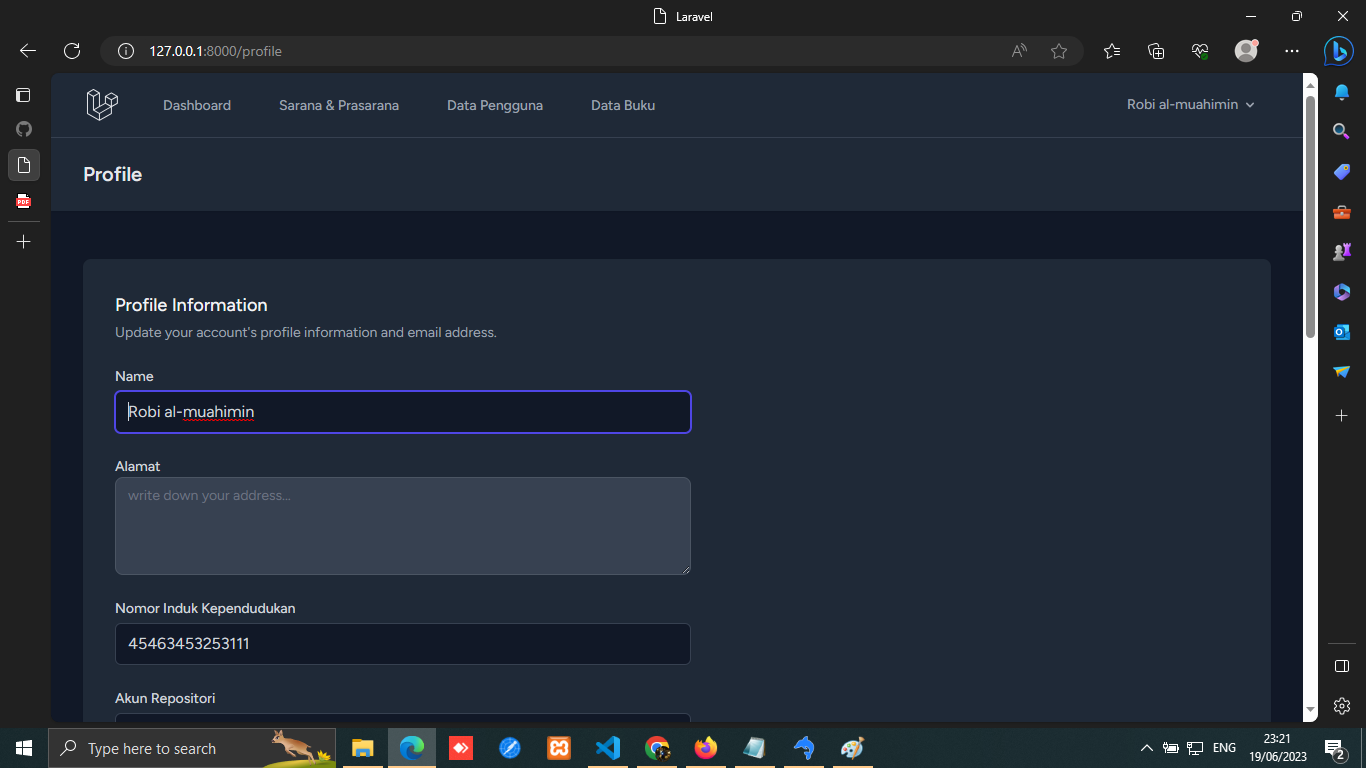 Laravel
127.0.0.1:8000/profile
Dashboard
Sarana & Prasarana
Data Pengguna
Data Buku
Robi al-muahimin
Profile
Profile Information
Update your account's profile information and email address.
Name
Robi al-muahimin
Alamat
write down your address...
Nomor Induk Kependudukan
45463453253111
Akun Repositori
Type here to search
ENG
23:21
19/06/2023
2
PDF